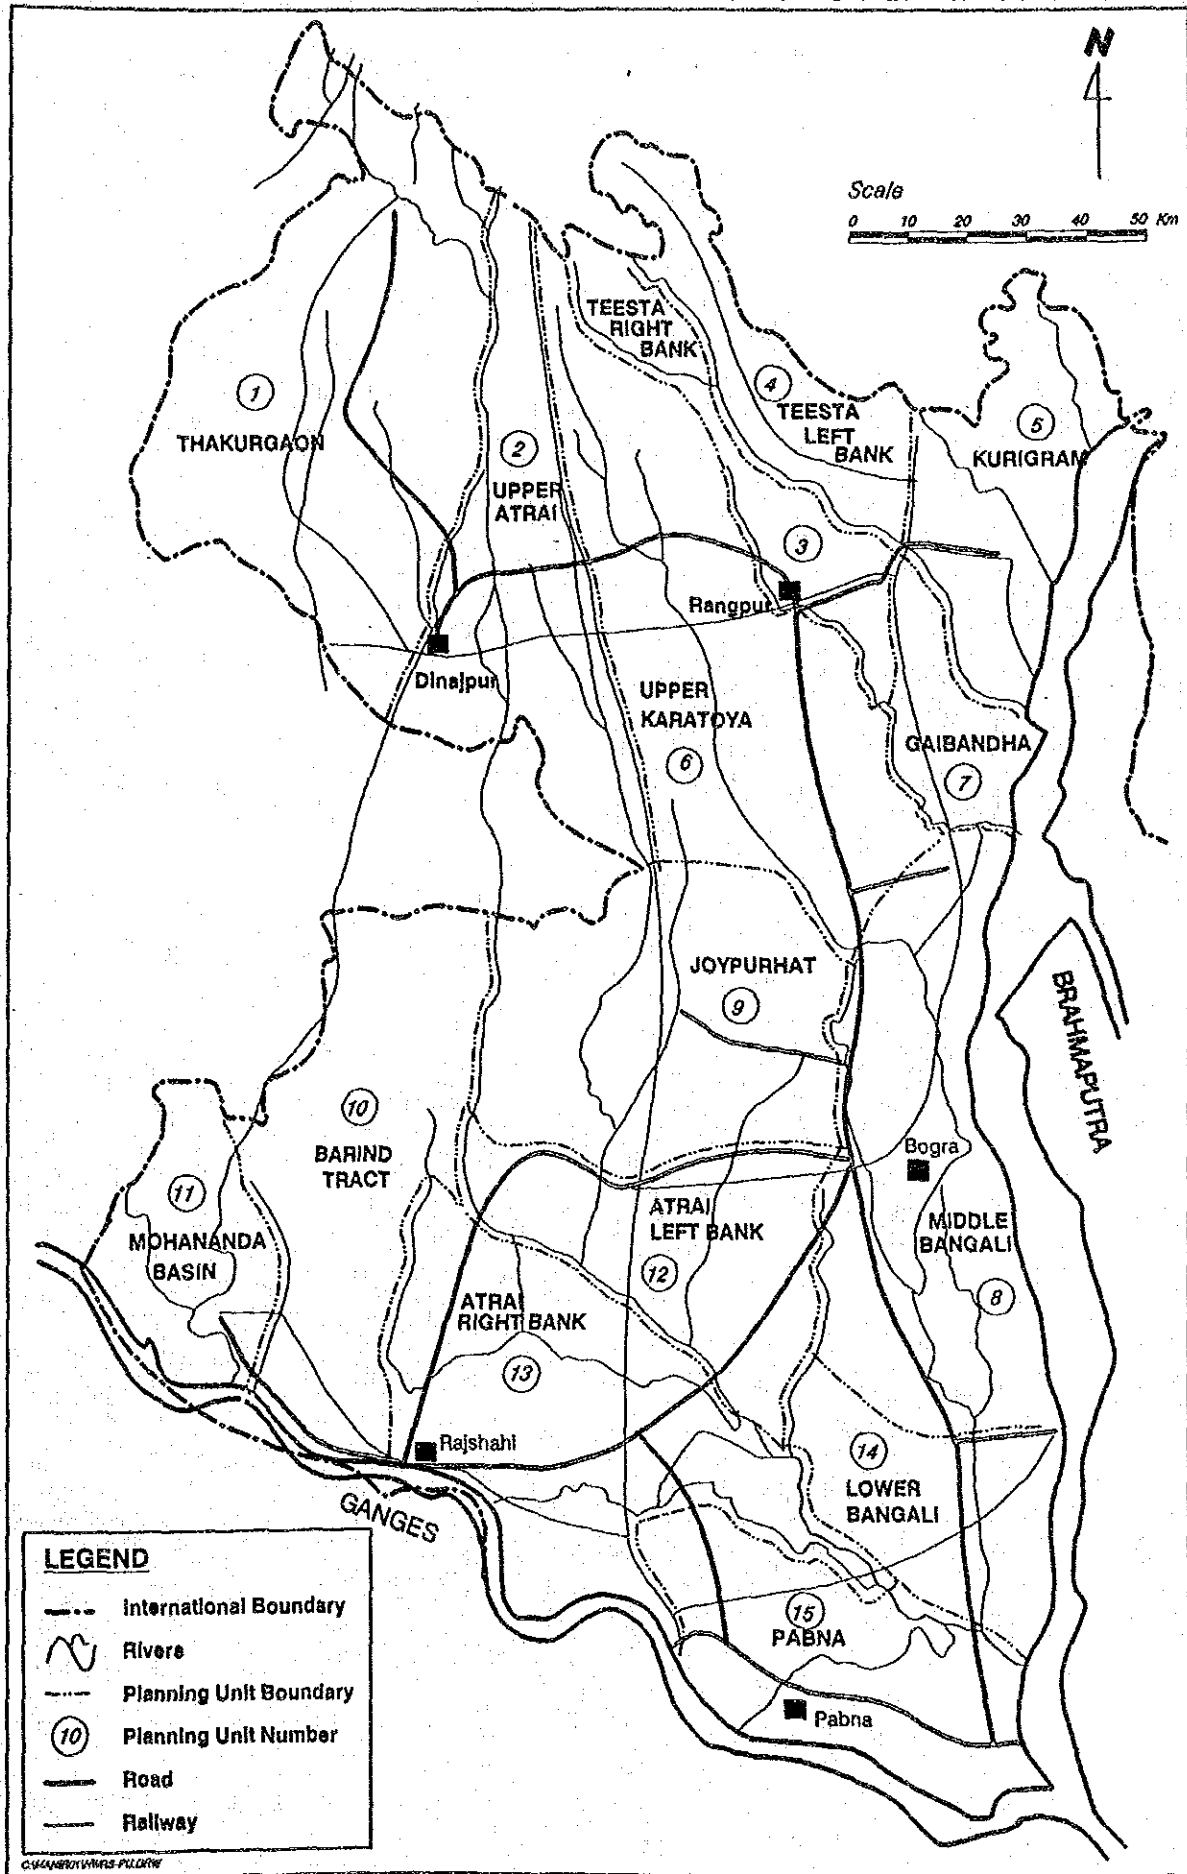 N
Scale
0 10 20 30 40 50 Km
TEESTA
RIGHT
BANK
1
THAKURGAON
4
TEESTA
LEFT
BANK
5
KURIGRAM
2
UPPER
ATRAI
3
Rangpur
Dinajpur
UPPER
KARATOYA
6
GAIBANDHA
7
JOYPURHAT
9
BRAHMAPUTRA
10
BARIND
TRACT
Bogra
11
MOHANANDA
BASIN
ATRAI
LEFT BANK
12
MIDDLE
BANGALI
8
ATRAI
RIGHT BANK
13
Rajshahi
14
LOWER
BANGALI
GANGES
15
PABNA
Pabna
LEGEND
International Boundary
Rivers
Planning Unit Boundary
10 Planning Unit Number
Road
Railway